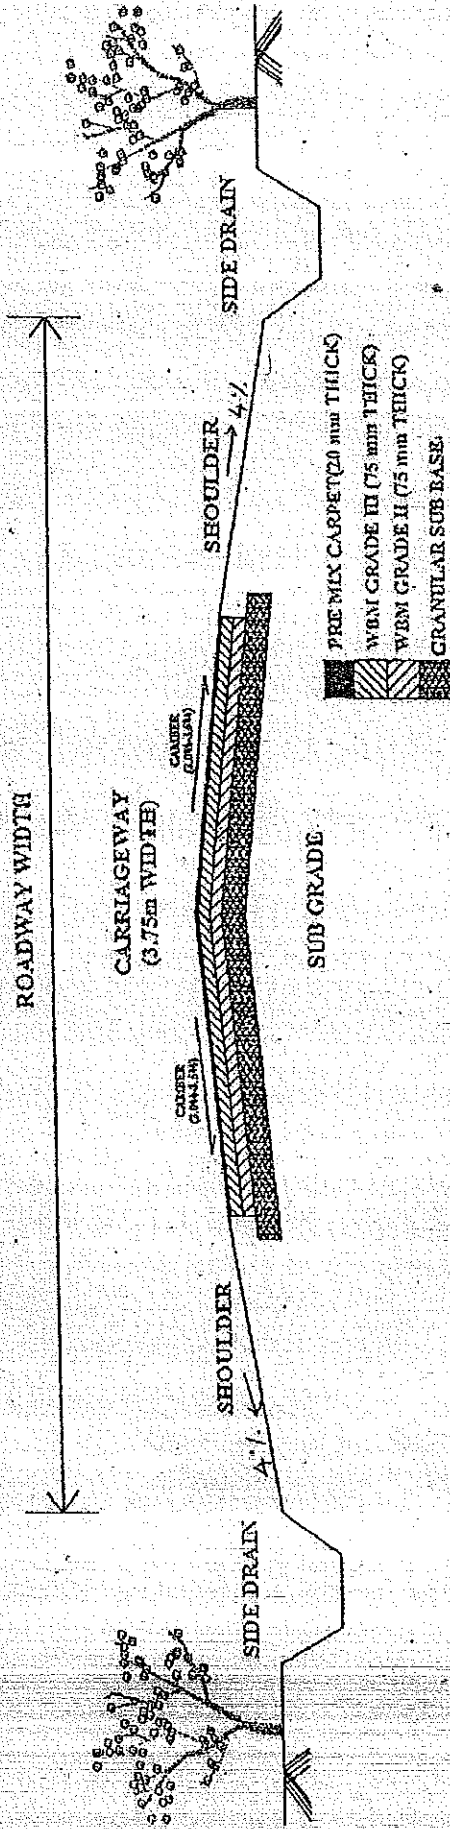 ROADWAY WIDTH
CARRIAGEWAY
(3.75m WIDTH)
CAMBER
CAMBER
SHOULDER
4%
SHOULDER
4%
SIDE DRAIN
SIDE DRAIN
SUB GRADE
PRE MIX CARPET(20 mm THICK)
WBM GRADE III (75 mm THICK)
WBM GRADE II (75 mm THICK)
GRANULAR SUB BASE